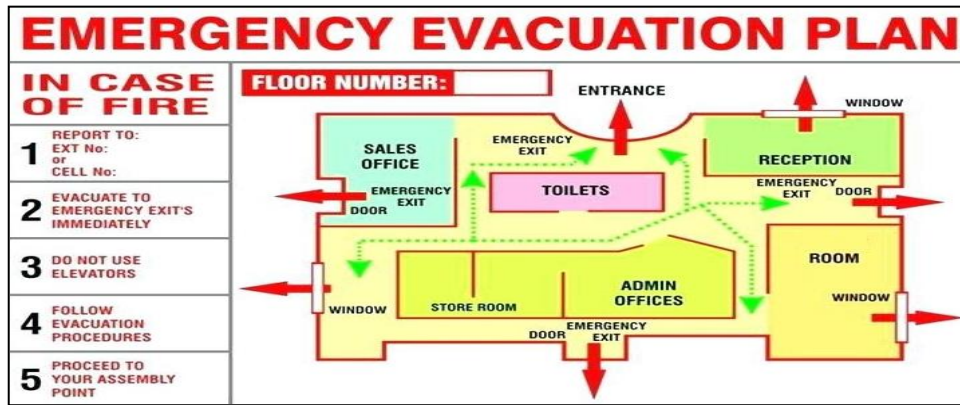 EMERGENCY EVACUATION PLAN
IN CASE
OF FIRE
1
REPORT TO:
EXT No:
or
CELL No:
2
EVACUATE TO
EMERGENCY EXIT'S
IMMEDIATELY
3
DO NOT USE
ELEVATORS
4
FOLLOW
EVACUATION
PROCEDURES
5
PROCEED TO
YOUR ASSEMBLY
POINT
FLOOR NUMBER:
ENTRANCE
WINDOW
SALES
OFFICE
EMERGENCY
EXIT
RECEPTION
TOILETS
EMERGENCY
EXIT
DOOR
EMERGENCY
EXIT
DOOR
ROOM
ADMIN
OFFICES
STORE ROOM
WINDOW
WINDOW
DOOR
EMERGENCY
EXIT